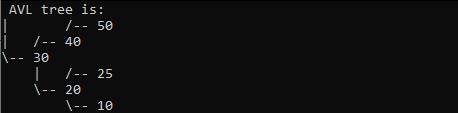 AVL tree is:
|       /-- 50
|   /-- 40
\-- 30
    |   /-- 25
    \-- 20
        \-- 10